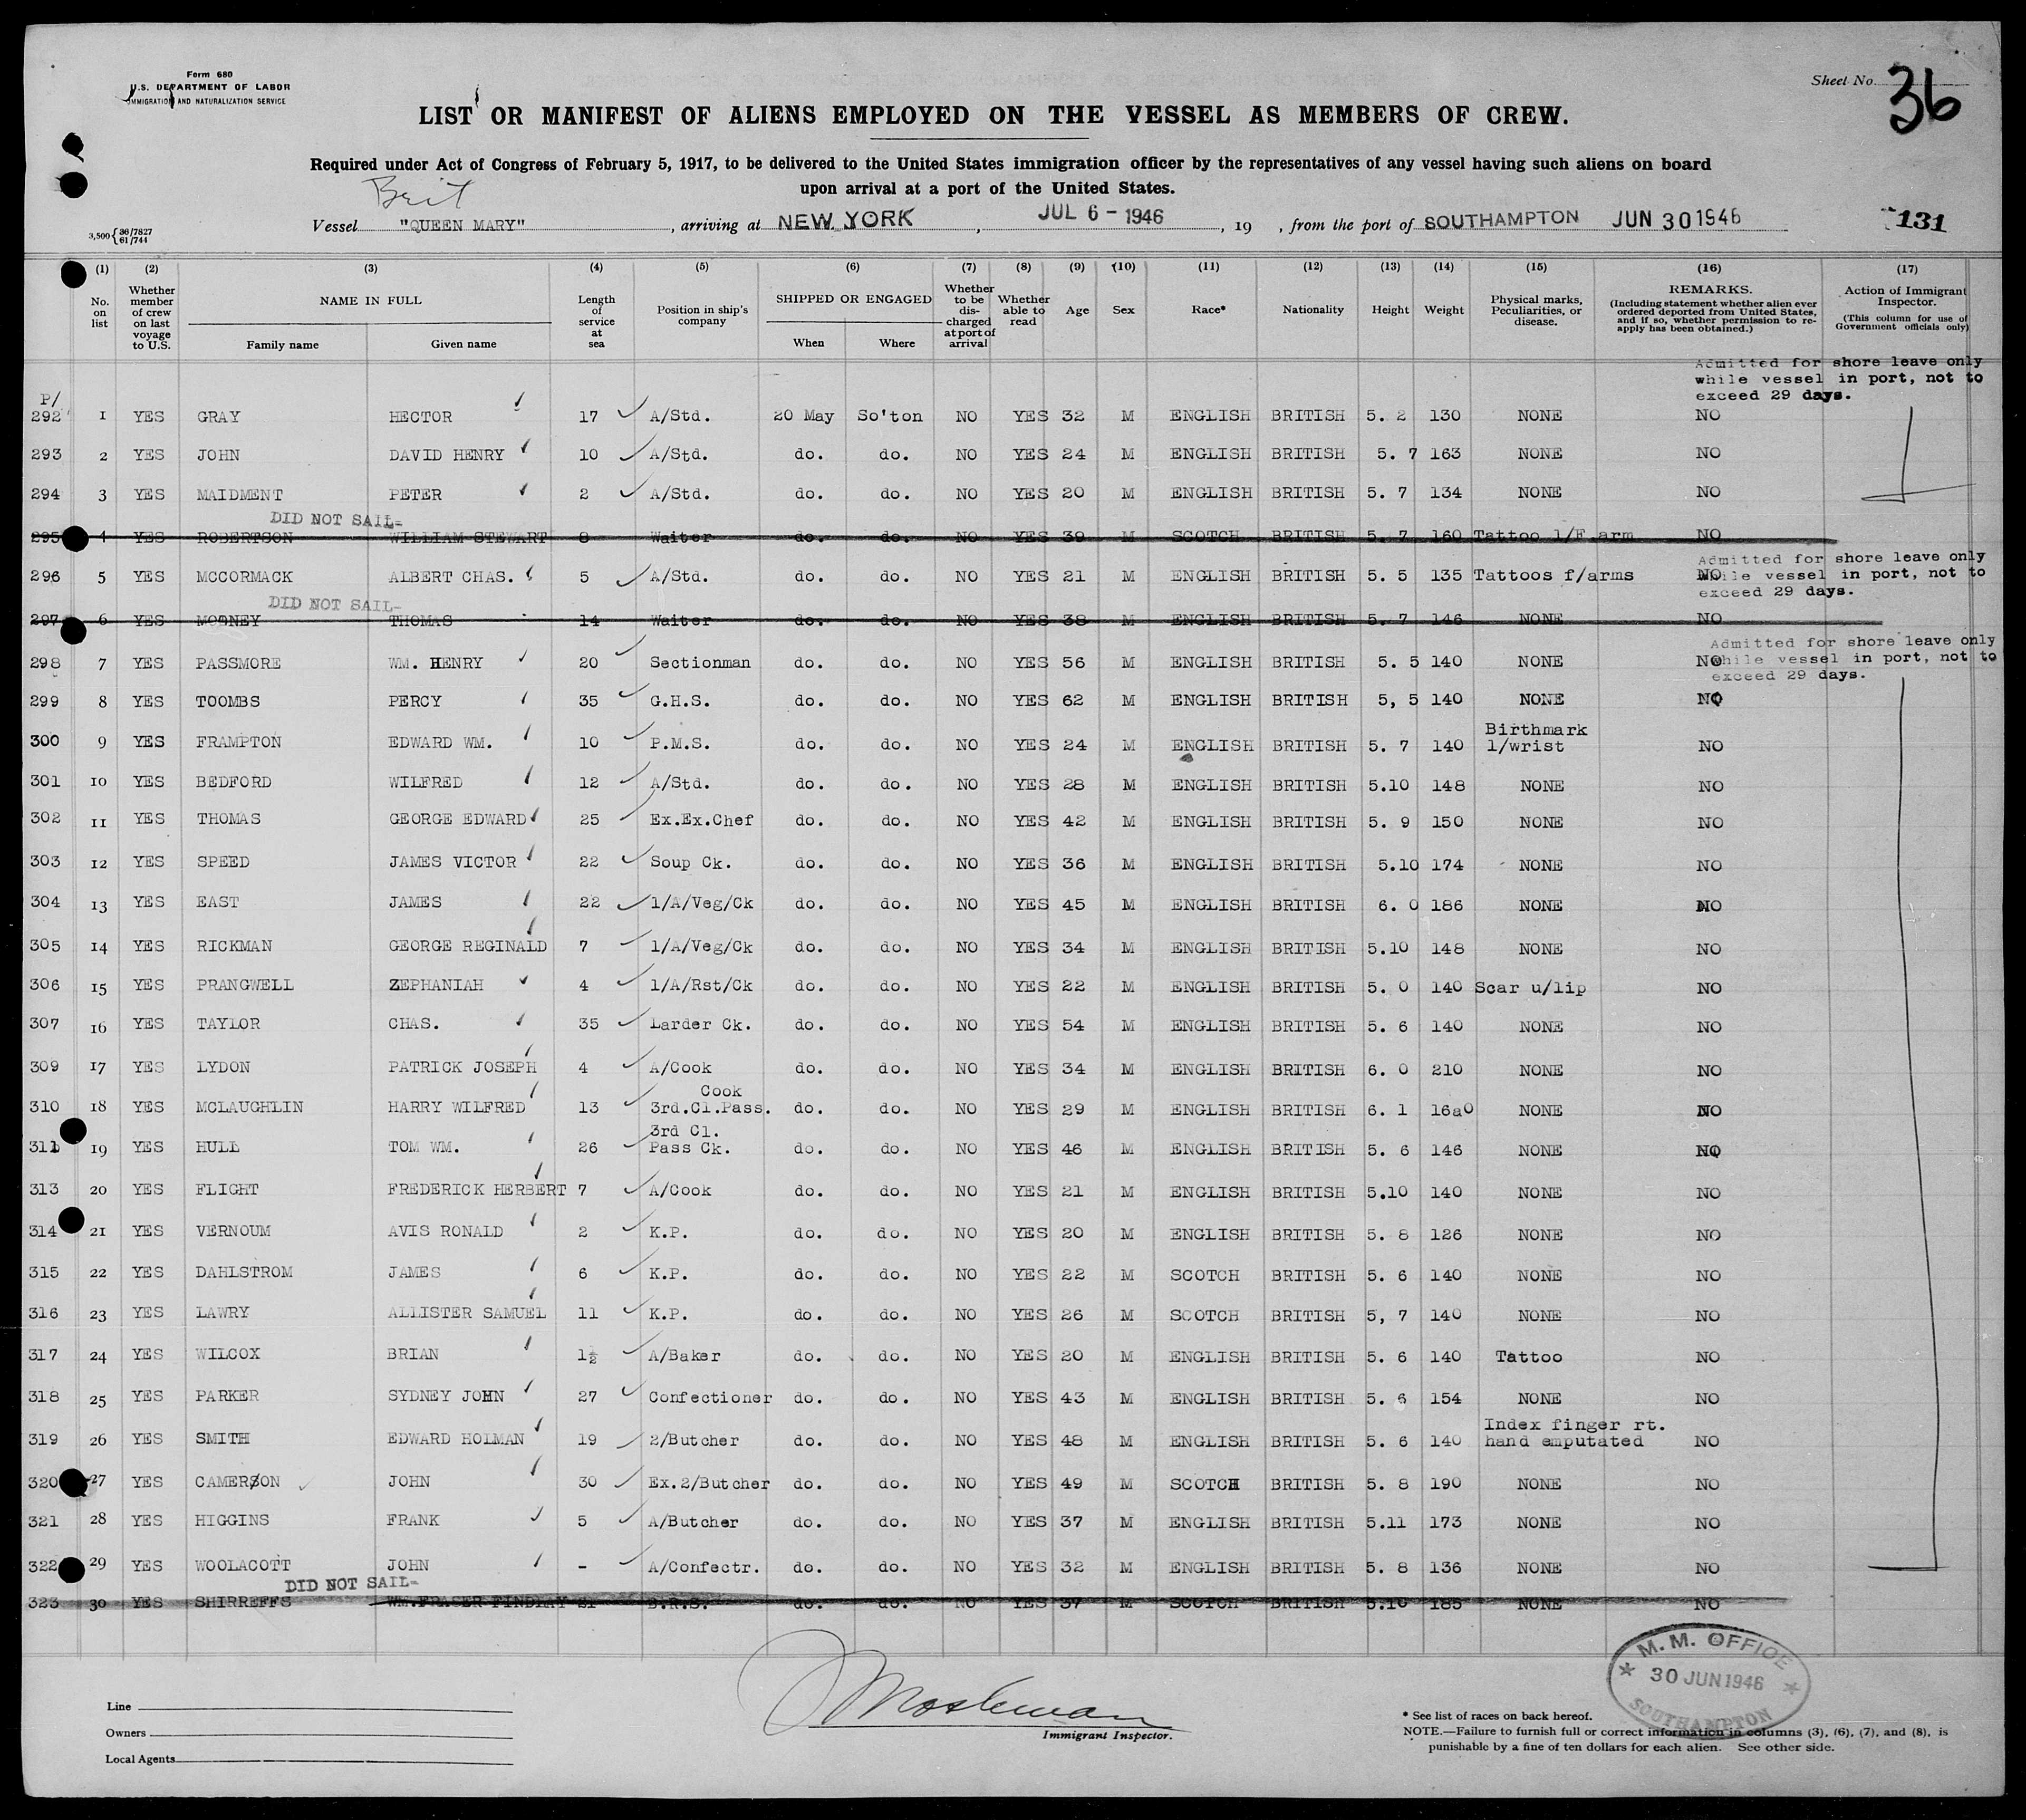 Form 680
U.S. DEPARTMENT OF LABOR
IMMIGRATION AND NATURALIZATION SERVICE
Sheet No. 36
LIST OR MANIFEST OF ALIENS EMPLOYED ON THE VESSEL AS MEMBERS OF CREW.
Required under Act of Congress of February 5, 1917, to be delivered to the United States immigration officer by the representatives of any vessel having such aliens on board
upon arrival at a port of the United States.
Brit
Vessel "QUEEN MARY" , arriving at NEW YORK , JUL 6 - 1946 , 19 , from the port of SOUTHAMPTON JUN 30 1946
3,500 { 36/7827 61/744
131
(1) (2) (3) (4) (5) (6) (7) (8) (9) (10) (11) (12) (13) (14) (15) (16) (17)
No. on list
Whether member of crew on last voyage to U.S.
NAME IN FULL
Family name Given name
Length of service at sea
Position in ship's company
SHIPPED OR ENGAGED
When Where
Whether to be discharged at port of arrival
Whether able to read
Age
Sex
Race*
Nationality
Height
Weight
Physical marks, Peculiarities, or disease.
REMARKS.
(Including statement whether alien ever ordered deported from United States, and if so, whether permission to re-apply has been obtained.)
Action of Immigrant Inspector.
(This column for use of Government officials only)
Admitted for shore leave only
while vessel in port, not to
exceed 29 days.
P/
292 1 YES GRAY HECTOR 17 A/Std. 20 May So'ton NO YES 32 M ENGLISH BRITISH 5. 2 130 NONE NO
293 2 YES JOHN DAVID HENRY 10 A/Std. do. do. NO YES 24 M ENGLISH BRITISH 5. 7 163 NONE NO
294 3 YES MAIDMENT PETER 2 A/Std. do. do. NO YES 20 M ENGLISH BRITISH 5. 7 134 NONE NO
DID NOT SAIL-
295 4 YES ROBERTSON WILLIAM STEWART 8 Waiter do. do. NO YES 39 M SCOTCH BRITISH 5. 7 160 Tattoo l/F arm NO
Admitted for shore leave only
while vessel in port, not to
exceed 29 days.
296 5 YES MCCORMACK ALBERT CHAS. 5 A/Std. do. do. NO YES 21 M ENGLISH BRITISH 5. 5 135 Tattoos f/arms NO
DID NOT SAIL-
297 6 YES MOONEY THOMAS 14 Waiter do. do. NO YES 38 M ENGLISH BRITISH 5. 7 146 NONE NO
Admitted for shore leave only
while vessel in port, not to
exceed 29 days.
298 7 YES PASSMORE WM. HENRY 20 Sectionman do. do. NO YES 56 M ENGLISH BRITISH 5. 5 140 NONE NO
299 8 YES TOOMBS PERCY 35 G.H.S. do. do. NO YES 62 M ENGLISH BRITISH 5, 5 140 NONE NO
300 9 YES FRAMPTON EDWARD WM. 10 P.M.S. do. do. NO YES 24 M ENGLISH BRITISH 5. 7 140 Birthmark l/wrist NO
301 10 YES BEDFORD WILFRED 12 A/Std. do. do. NO YES 28 M ENGLISH BRITISH 5.10 148 NONE NO
302 11 YES THOMAS GEORGE EDWARD 25 Ex.Ex.Chef do. do. NO YES 42 M ENGLISH BRITISH 5. 9 150 NONE NO
303 12 YES SPEED JAMES VICTOR 22 Soup Ck. do. do. NO YES 36 M ENGLISH BRITISH 5.10 174 NONE NO
304 13 YES EAST JAMES 22 1/A/Veg/Ck do. do. NO YES 45 M ENGLISH BRITISH 6. 0 186 NONE NO
305 14 YES RICKMAN GEORGE REGINALD 7 1/A/Veg/Ck do. do. NO YES 34 M ENGLISH BRITISH 5.10 148 NONE NO
306 15 YES PRANGWELL ZEPHANIAH 4 1/A/Rst/Ck do. do. NO YES 22 M ENGLISH BRITISH 5. 0 140 Scar u/lip NO
307 16 YES TAYLOR CHAS. 35 Larder Ck. do. do. NO YES 54 M ENGLISH BRITISH 5. 6 140 NONE NO
309 17 YES LYDON PATRICK JOSEPH 4 A/Cook do. do. NO YES 34 M ENGLISH BRITISH 6. 0 210 NONE NO
310 18 YES MCLAUGHLIN HARRY WILFRED 13 Cook 3rd.Cl.Pass. do. do. NO YES 29 M ENGLISH BRITISH 6. 1 16a0 NONE NO
311 19 YES HULL TOM WM. 26 3rd Cl. Pass Ck. do. do. NO YES 46 M ENGLISH BRITISH 5. 6 146 NONE NO
313 20 YES FLIGHT FREDERICK HERBERT 7 A/Cook do. do. NO YES 21 M ENGLISH BRITISH 5.10 140 NONE NO
314 21 YES VERNOUM AVIS RONALD 2 K.P. do. do. NO YES 20 M ENGLISH BRITISH 5. 8 126 NONE NO
315 22 YES DAHLSTROM JAMES 6 K.P. do. do. NO YES 22 M SCOTCH BRITISH 5. 6 140 NONE NO
316 23 YES LAWRY ALLISTER SAMUEL 11 K.P. do. do. NO YES 26 M SCOTCH BRITISH 5, 7 140 NONE NO
317 24 YES WILCOX BRIAN 1½ A/Baker do. do. NO YES 20 M ENGLISH BRITISH 5. 6 140 Tattoo NO
318 25 YES PARKER SYDNEY JOHN 27 Confectioner do. do. NO YES 43 M ENGLISH BRITISH 5. 6 154 NONE NO
319 26 YES SMITH EDWARD HOLMAN 19 2/Butcher do. do. NO YES 48 M ENGLISH BRITISH 5. 6 140 Index finger rt. hand emputated NO
320 27 YES CAMERSON JOHN 30 Ex.2/Butcher do. do. NO YES 49 M SCOTCH BRITISH 5. 8 190 NONE NO
321 28 YES HIGGINS FRANK 5 A/Butcher do. do. NO YES 37 M ENGLISH BRITISH 5.11 173 NONE NO
322 29 YES WOOLACOTT JOHN - A/Confectr. do. do. NO YES 32 M ENGLISH BRITISH 5. 8 136 NONE NO
DID NOT SAIL-
323 30 YES SHIRREFFS WM.FRASER FINDLAY 21 B.R.S. do. do. NO YES 37 M SCOTCH BRITISH 5.10 185 NONE NO
M.M. OFFICE
30 JUN 1946
SOUTHAMPTON
Line
Owners
Local Agents
Immigrant Inspector.
* See list of races on back hereof.
NOTE.—Failure to furnish full or correct information in columns (3), (6), (7), and (8), is
punishable by a fine of ten dollars for each alien. See other side.